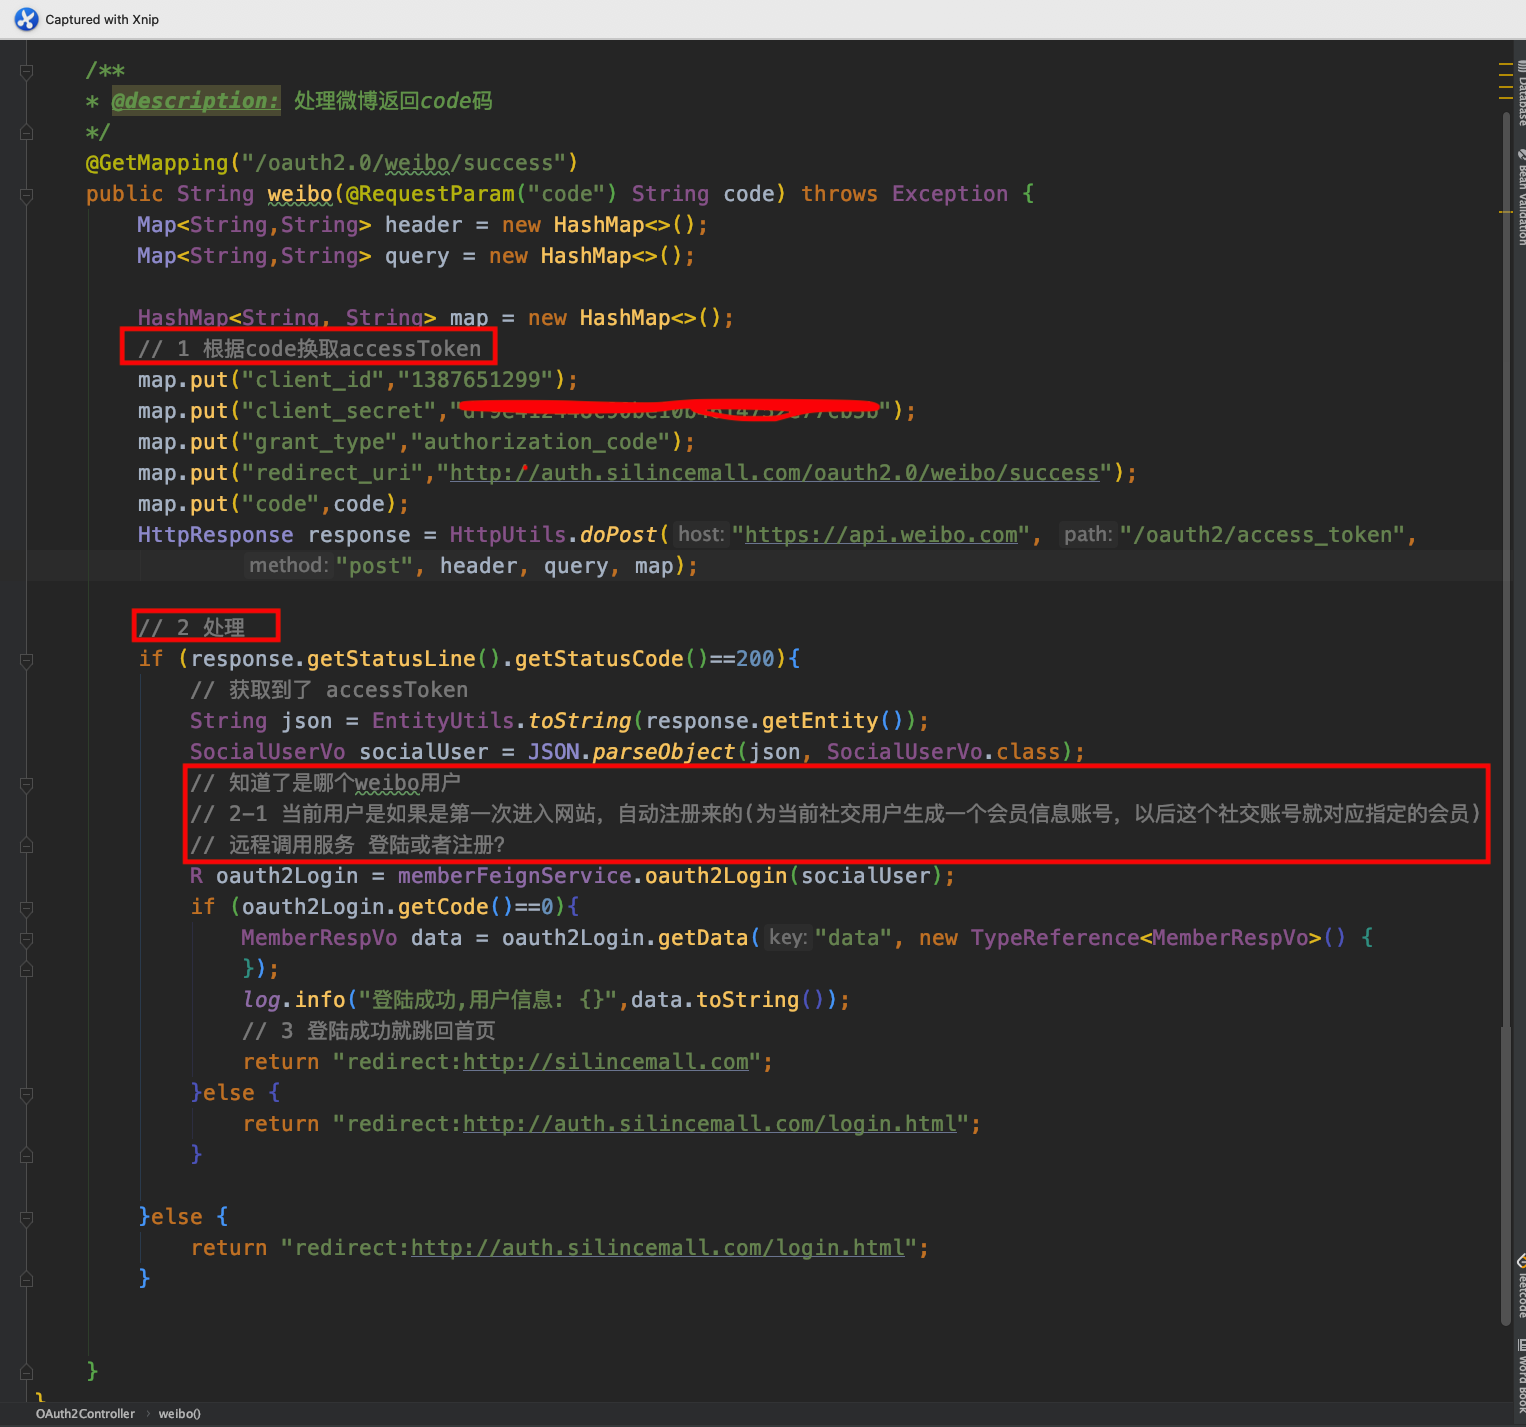 Captured with Xnip
/**
* @description: 处理微博返回code码
*/
@GetMapping("/oauth2.0/weibo/success")
public String weibo(@RequestParam("code") String code) throws Exception {
Map<String,String> header = new HashMap<>();
Map<String,String> query = new HashMap<>();
HashMap<String, String> map = new HashMap<>();
// 1 根据code换取accessToken
map.put("client_id","1387651299");
map.put("client_secret","");
map.put("grant_type","authorization_code");
map.put("redirect_uri","http://auth.silincemall.com/oauth2.0/weibo/success");
map.put("code",code);
HttpResponse response = HttpUtils.doPost( host: "https://api.weibo.com", path: "/oauth2/access_token",
method: "post", header, query, map);
// 2 处理
if (response.getStatusLine().getStatusCode()==200){
// 获取到了 accessToken
String json = EntityUtils.toString(response.getEntity());
SocialUserVo socialUser = JSON.parseObject(json, SocialUserVo.class);
// 知道了是哪个weibo用户
// 2-1 当前用户是如果是第一次进入网站，自动注册来的(为当前社交用户生成一个会员信息账号，以后这个社交账号就对应指定的会员)
// 远程调用服务 登陆或者注册?
R oauth2Login = memberFeignService.oauth2Login(socialUser);
if (oauth2Login.getCode()==0){
MemberRespVo data = oauth2Login.getData( key: "data", new TypeReference<MemberRespVo>() {
});
log.info("登陆成功,用户信息: {}",data.toString());
// 3 登陆成功就跳回首页
return "redirect:http://silincemall.com";
}else {
return "redirect:http://auth.silincemall.com/login.html";
}
}else {
return "redirect:http://auth.silincemall.com/login.html";
}
}
}
OAuth2Controller › weibo()
Database
Bean Validation
leetcode
Word Book